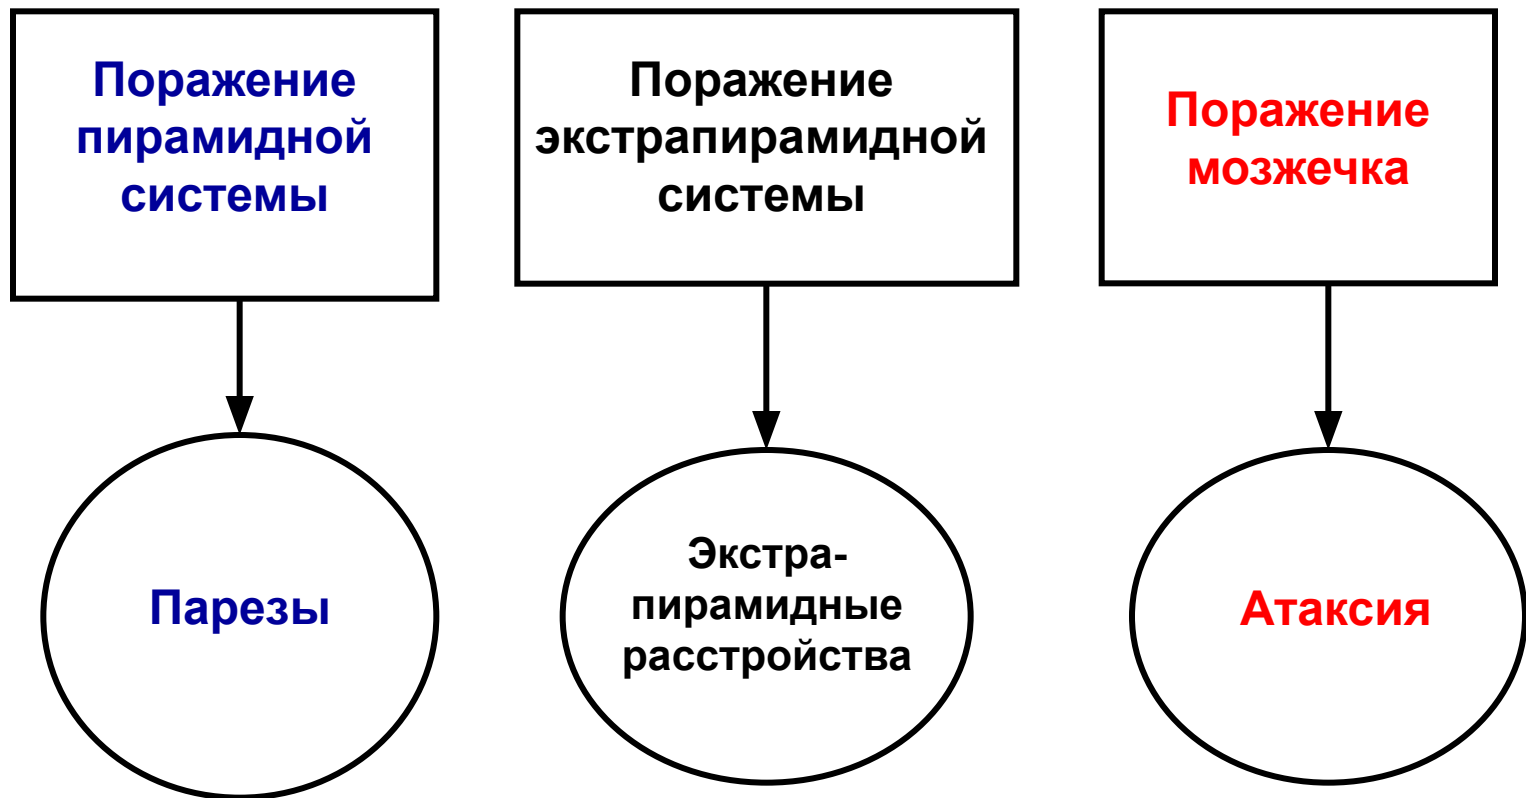 Поражение
пирамидной
системы
Поражение
экстрапирамидной
системы
Поражение
мозжечка
Парезы
Экстра-
пирамидные
расстройства
Атаксия